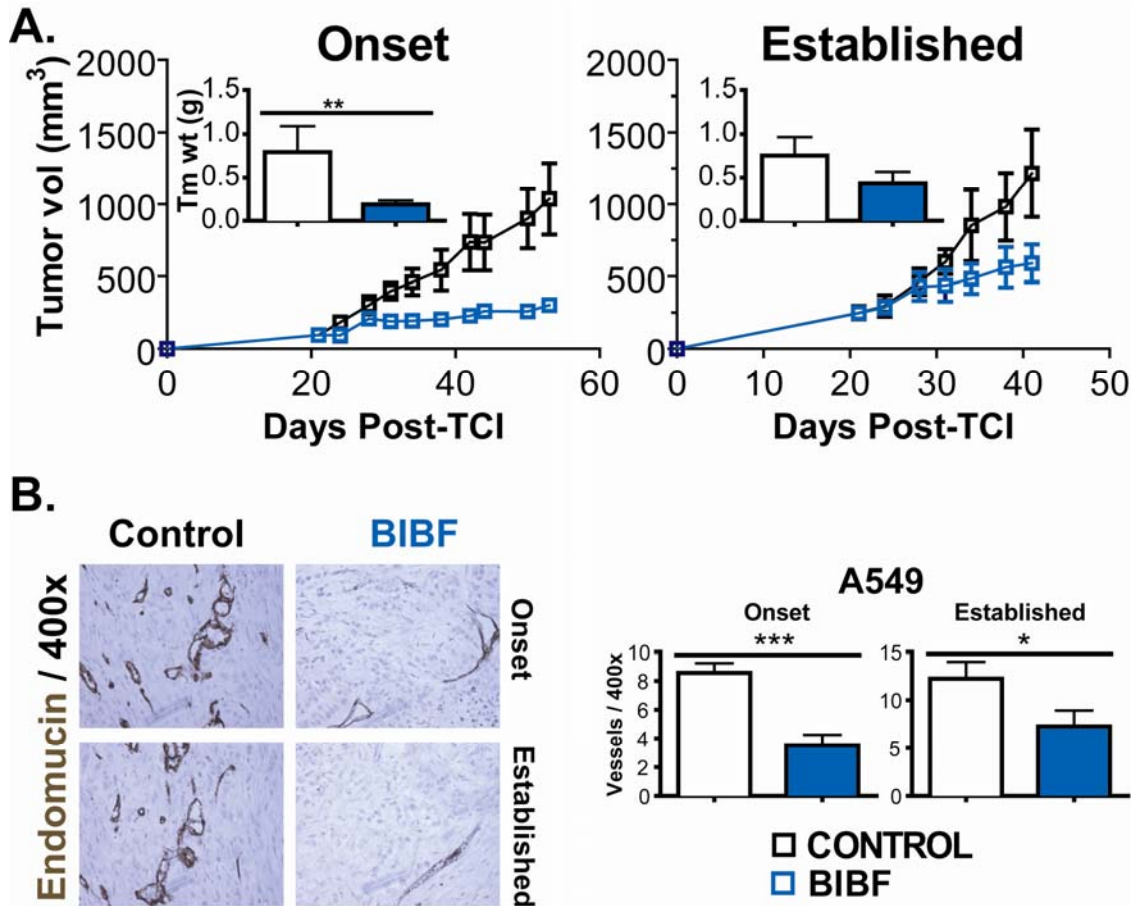 A.
Onset
Established
Tumor vol (mm³)
2000
1500
1000
500
0
0 20 40 60
Days Post-TCI
Tm wt (g)
1.5
1.0
0.5
0.0
**
2000
1500
1000
500
0
0 10 20 30 40 50
Days Post-TCI
1.5
1.0
0.5
0.0
B.
Control
BIBF
Endomucin / 400x
Onset
Established
A549
Onset
Established
***
*
Vessels / 400x
10
8
6
4
2
0
15
10
5
0
CONTROL
BIBF